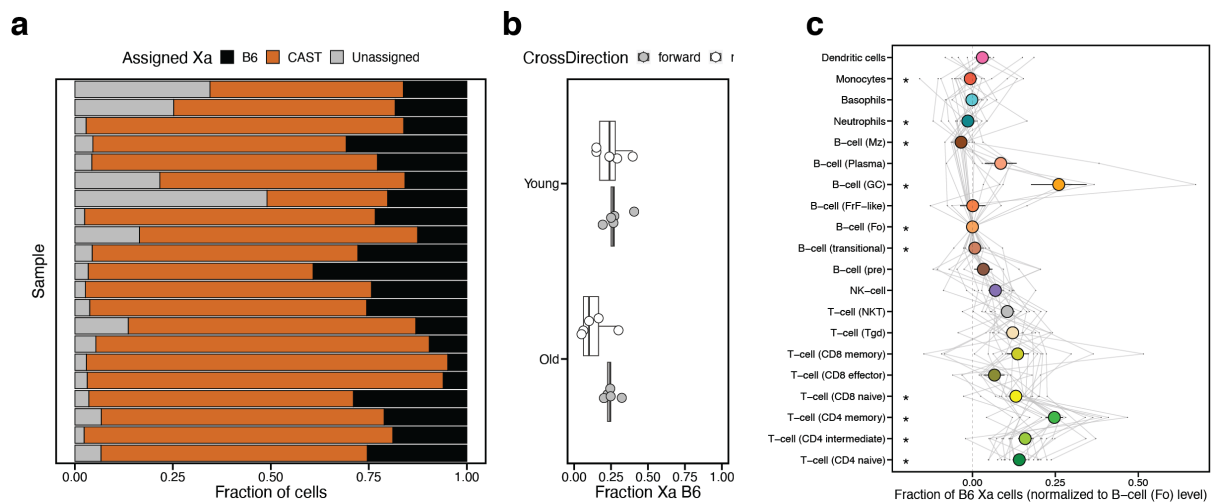 a
Assigned Xa B6 CAST Unassigned
Sample
0.00 0.25 0.50 0.75 1.00
Fraction of cells
b
CrossDirection forward r
Young
Old
0.00 0.25 0.50 0.75 1.00
Fraction Xa B6
c
Dendritic cells
Monocytes *
Basophils
Neutrophils *
B−cell (Mz) *
B−cell (Plasma)
B−cell (GC) *
B−cell (FrF−like)
B−cell (Fo) *
B−cell (transitional) *
B−cell (pre)
NK−cell
T−cell (NKT)
T−cell (Tgd)
T−cell (CD8 memory)
T−cell (CD8 effector)
T−cell (CD8 naive) *
T−cell (CD4 memory) *
T−cell (CD4 intermediate) *
T−cell (CD4 naive) *
0.00 0.25 0.50
Fraction of B6 Xa cells (normalized to B−cell (Fo) level)